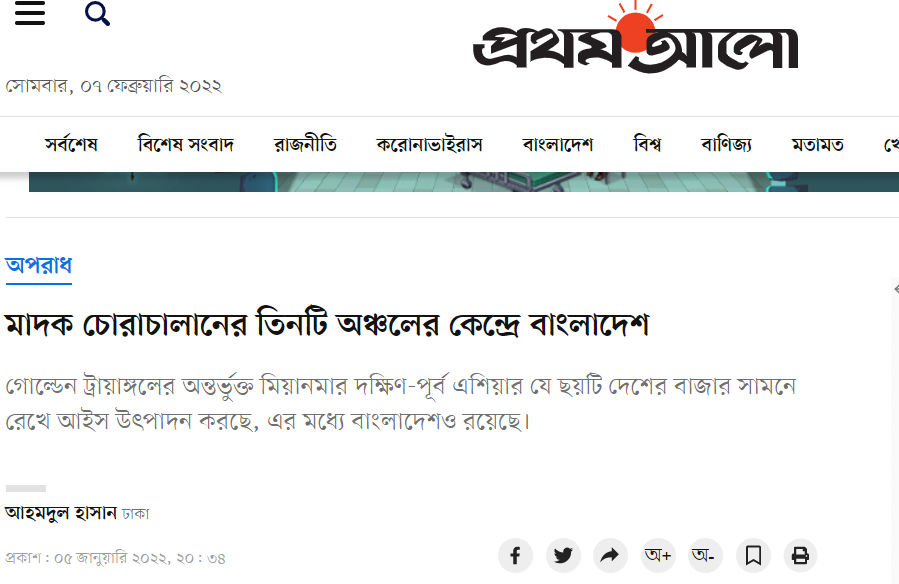 প্রথম আলো
সোমবার, ০৭ ফেব্রুয়ারি ২০২২
সর্বশেষ বিশেষ সংবাদ রাজনীতি করোনাভাইরাস বাংলাদেশ বিশ্ব বাণিজ্য মতামত
অপরাধ
মাদক চোরাচালানের তিনটি অঞ্চলের কেন্দ্রে বাংলাদেশ
গোল্ডেন ট্রায়াঙ্গলের অন্তর্ভুক্ত মিয়ানমার দক্ষিণ-পূর্ব এশিয়ার যে ছয়টি দেশের বাজার সামনে
রেখে আইস উৎপাদন করছে, এর মধ্যে বাংলাদেশও রয়েছে।
আহমদুল হাসান ঢাকা
প্রকাশ : ০৫ জানুয়ারি ২০২২, ২০ : ৩৪
অ+ অ-